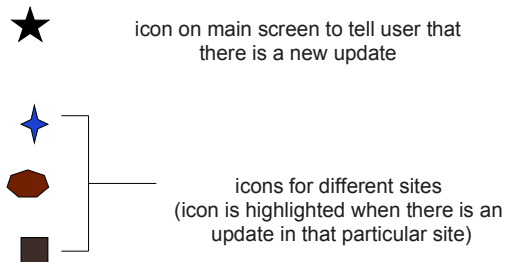 icon on main screen to tell user that
there is a new update
icons for different sites
(icon is highlighted when there is an
update in that particular site)